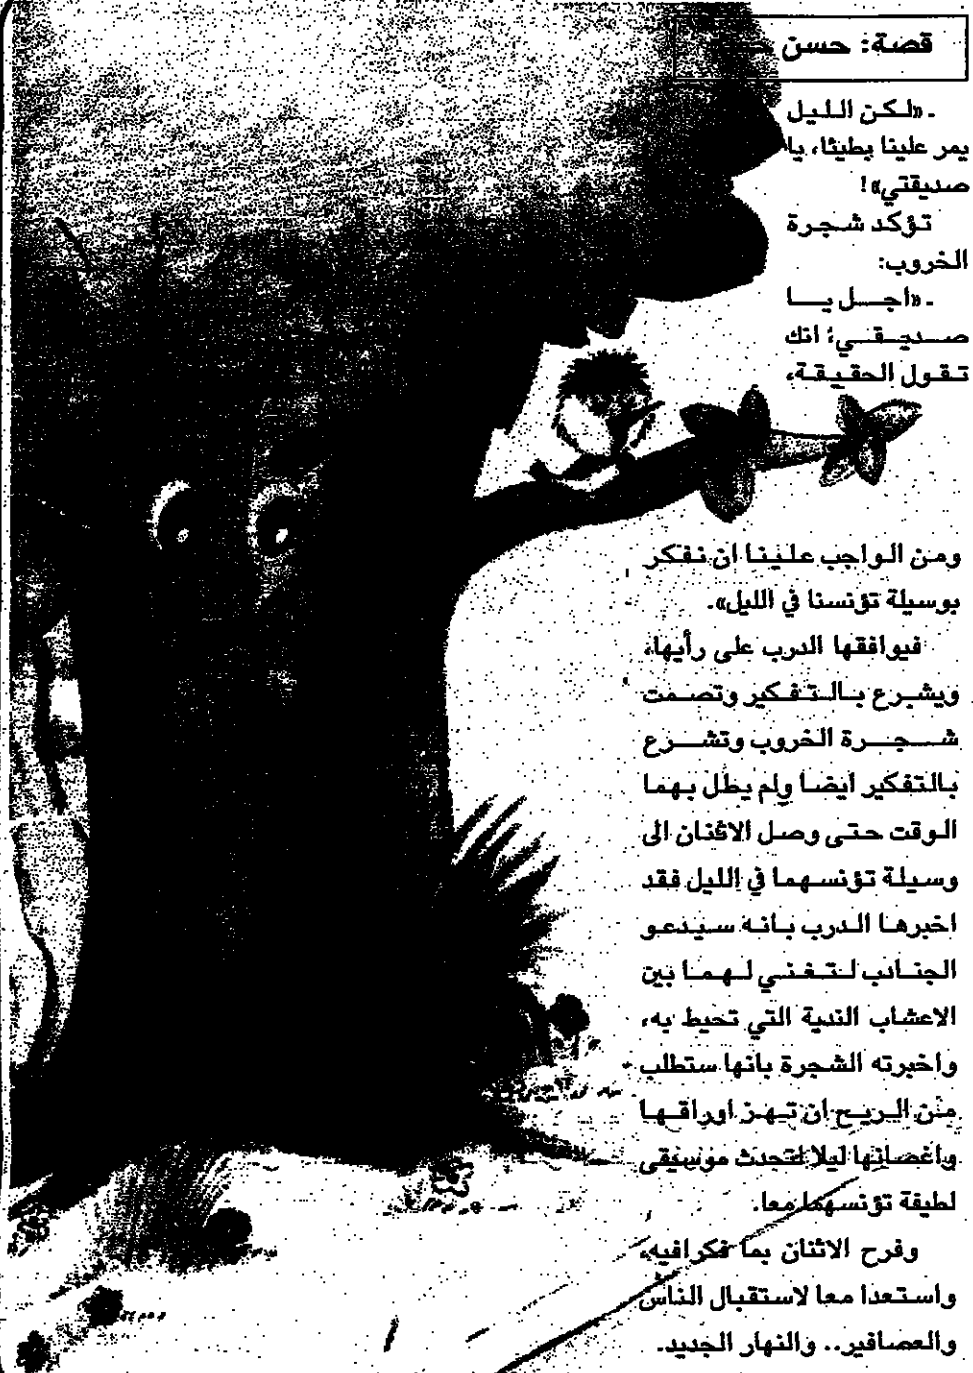 قصة: حسن
ـ «لكن الليل
يمر علينا بطيئا، يا
صديقتي»!
تؤكد شجرة
الخروب:
ـ «اجل يا
صديقي؛ انك
تقول الحقيقة،
ومن الواجب علينا ان نفكر
بوسيلة تؤنسنا في الليل».
فيوافقها الدرب على رأيها،
ويشرع بالتفكير وتصمت
شجرة الخروب وتشرع
بالتفكير ايضا ولم يطل بهما
الوقت حتى وصل الاثنان الى
وسيلة تؤنسهما في الليل فقد
اخبرها الدرب بانه سيدعو
الجنادب لتغني لهما بين
الاعشاب الندية التي تحيط به،
واخبرته الشجرة بانها ستطلب
من الريح ان تهز اوراقها
واغصانها ليلا لتحدث موسيقى
لطيفة تؤنسهما معا.
وفرح الاثنان بما فكرا فيه،
واستعدا معا لاستقبال الناس
والعصافير.. والنهار الجديد.